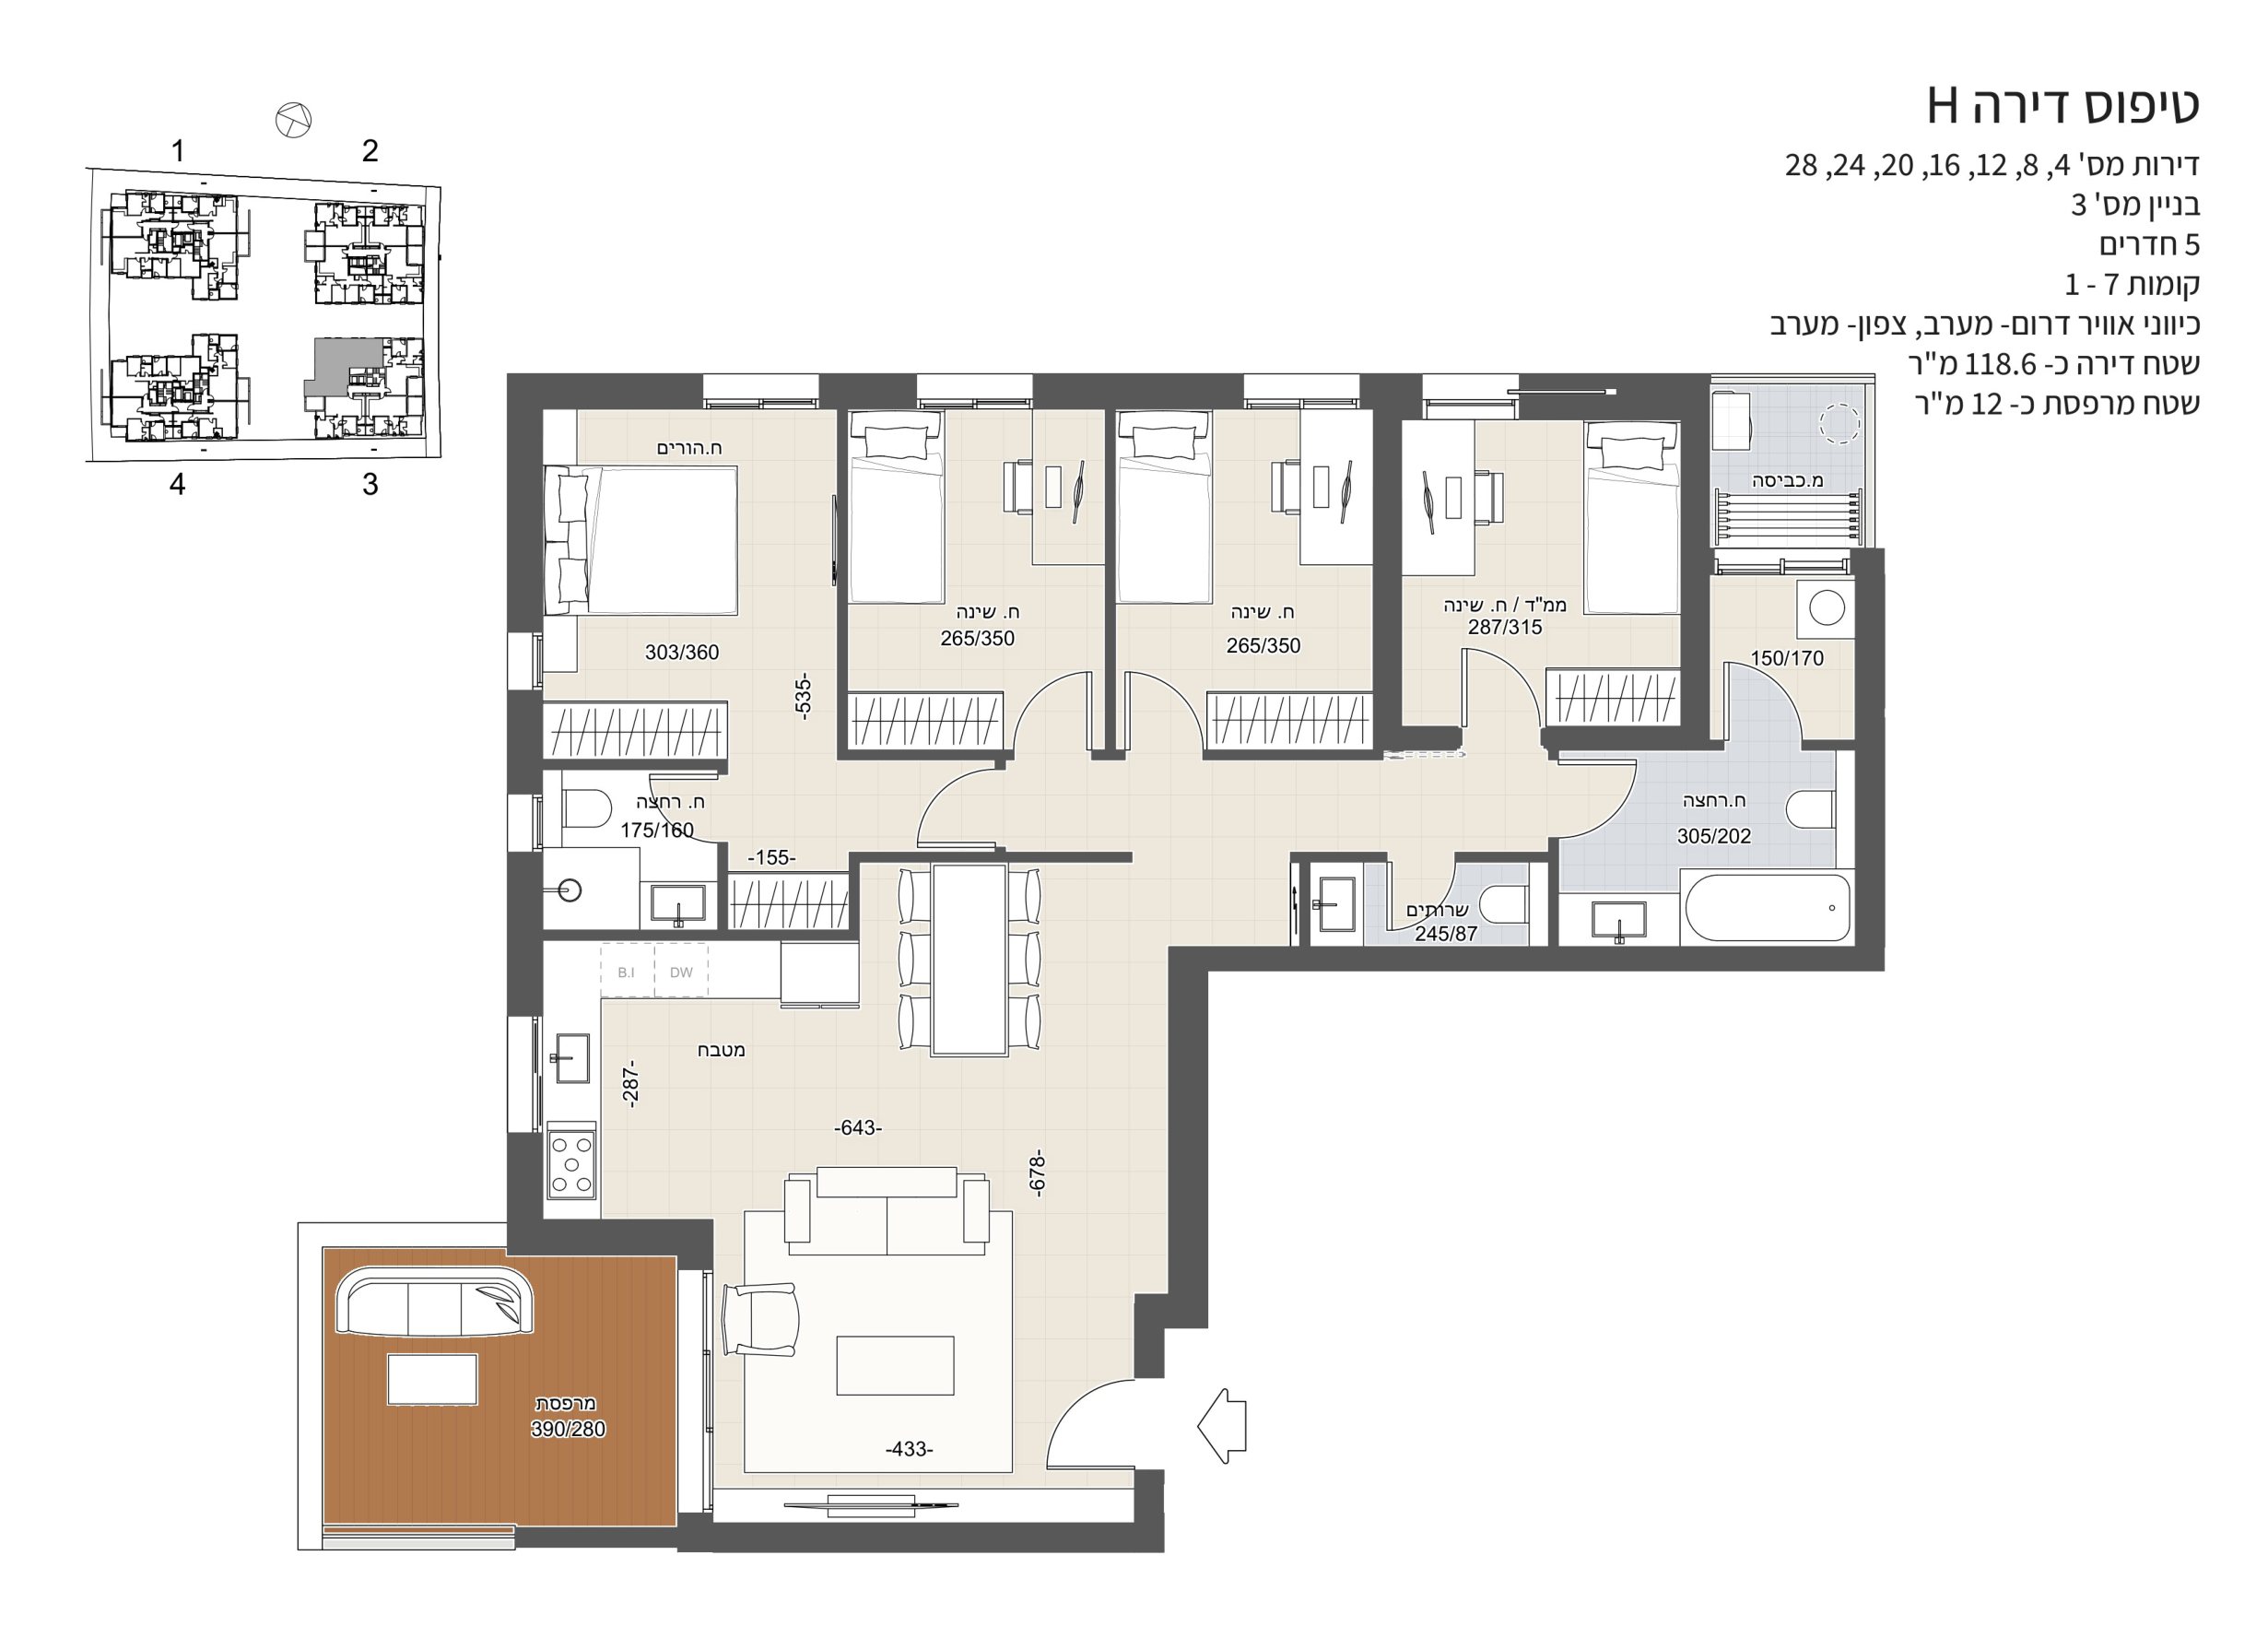 טיפוס דירה H
דירות מס' 4, 8, 12, 16, 20, 24, 28
בניין מס' 3
5 חדרים
קומות 7 - 1
כיווני אוויר דרום- מערב, צפון- מערב
שטח דירה כ- 118.6 מ"ר
שטח מרפסת כ- 12 מ"ר
1
2
4
3
ח.הורים
303/360
-535-
ח. שינה
265/350
ח. שינה
265/350
ממ"ד / ח. שינה
287/315
מ.כביסה
150/170
ח. רחצה
175/160
-155-
ח.רחצה
305/202
שרותים
245/87
B.I
DW
מטבח
-287-
-643-
-678-
מרפסת
390/280
-433-